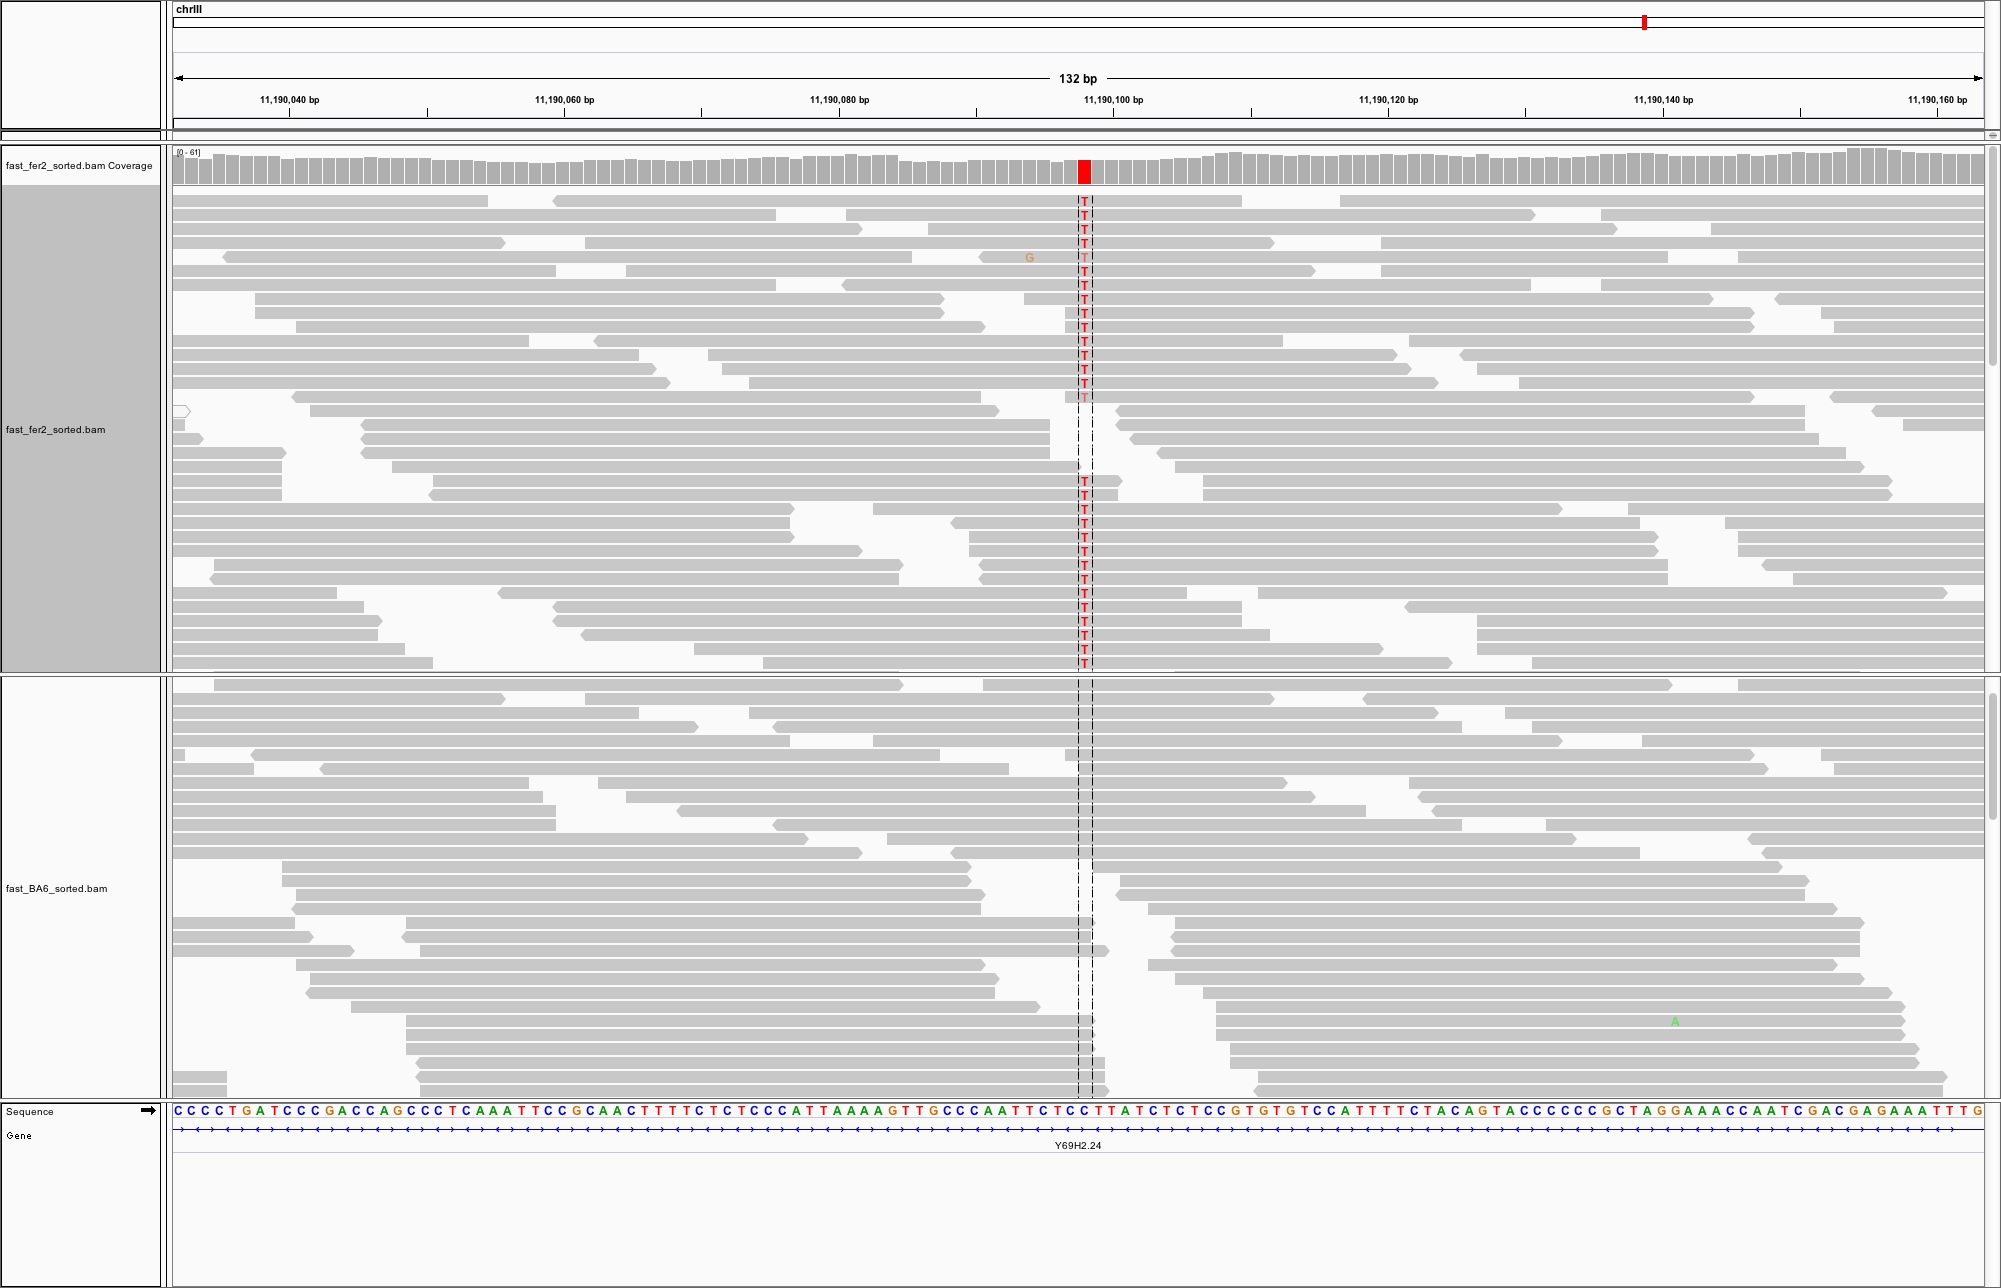 chrIII
132 bp
11,190,040 bp 11,190,060 bp 11,190,080 bp 11,190,100 bp 11,190,120 bp 11,190,140 bp 11,190,160 bp
[0 - 61]
fast_fer2_sorted.bam Coverage
T
T
T
T
G T
T
T
T
T
T
T
T
T
T
T
fast_fer2_sorted.bam
T
T
T
T
T
T
T
T
T
T
T
T
T
T
fast_BA6_sorted.bam
A
Sequence C C C C T G A T C C C G A C C A G C C C T C A A A T T C C G C A A C T T T T C T C T C C C A T T A A A A G T T G C C C A A T T C T C C T T A T C T C T C C G T G T G T C C A T T T T C T A C A G T A C C C C C C G C T A G G A A A C C A A T C G A C G A G A A A T T T G
Gene
Y69H2.24